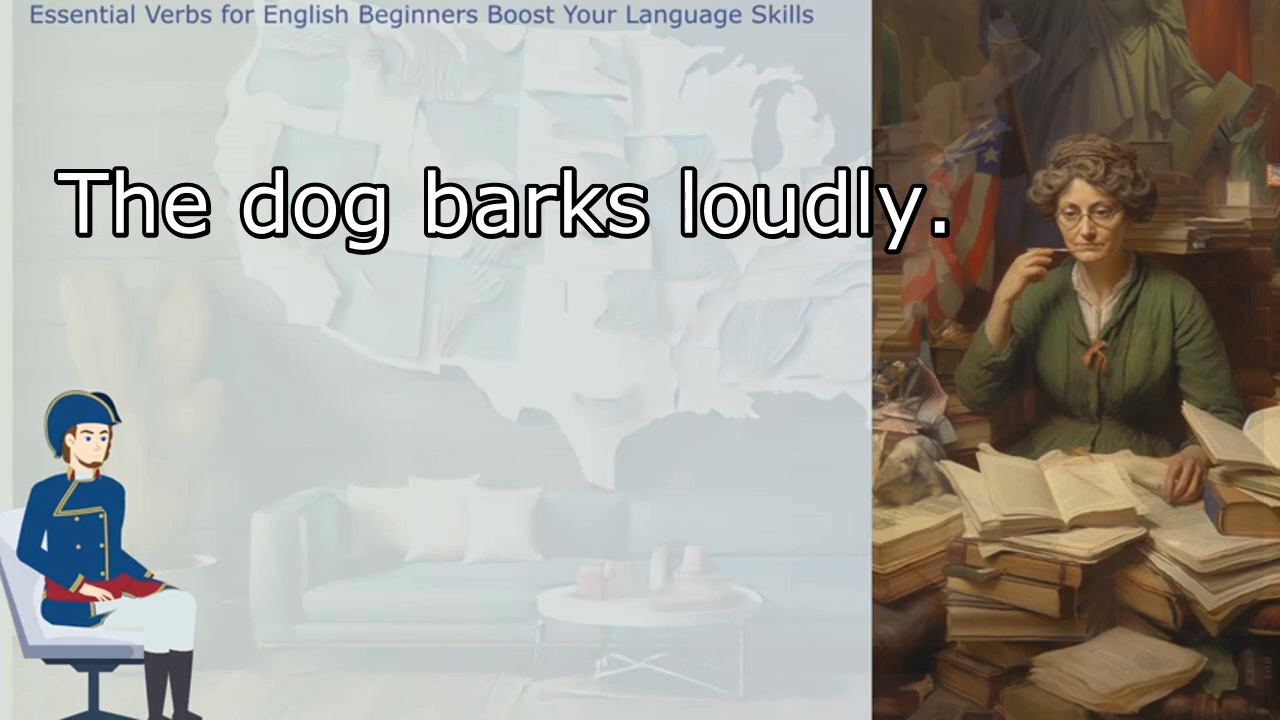 Essential Verbs for English Beginners Boost Your Language Skills
The dog barks loudly.